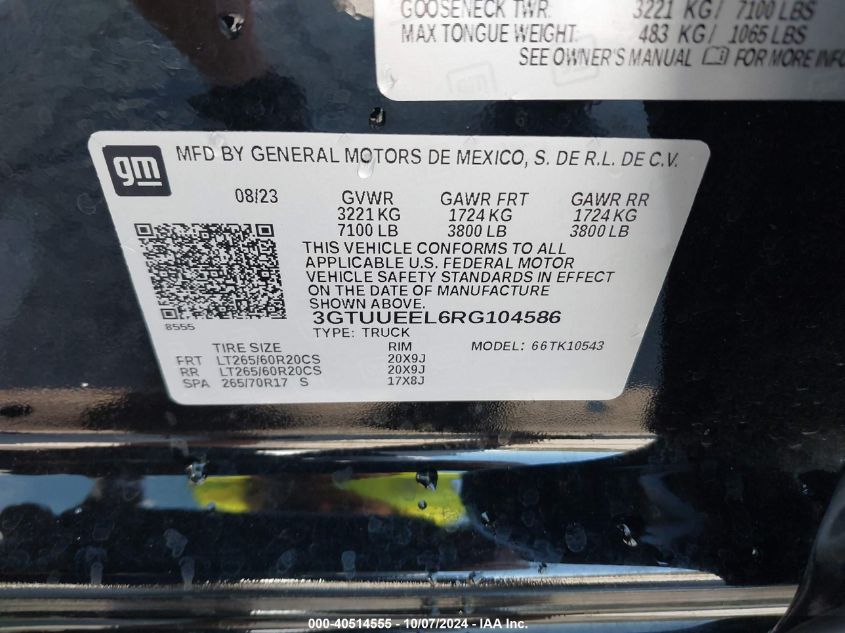 GOOSENECK TWR. 3221 KG/ 7100 LBS
MAX TONGUE WEIGHT. 483 KG/ 1065 LBS
SEE OWNER'S MANUAL FOR MORE INFO
gm
MFD BY GENERAL MOTORS DE MEXICO, S. DE R.L. DE C.V.
08/23 GVWR GAWR FRT GAWR RR
3221 KG 1724 KG 1724 KG
7100 LB 3800 LB 3800 LB
THIS VEHICLE CONFORMS TO ALL
APPLICABLE U.S. FEDERAL MOTOR
VEHICLE SAFETY STANDARDS IN EFFECT
ON THE DATE OF MANUFACTURE
SHOWN ABOVE.
8555
3GTUUEEL6RG104586
TYPE: TRUCK
TIRE SIZE RIM MODEL: 66TK10543
FRT LT265/60R20CS 20X9J
RR LT265/60R20CS 20X9J
SPA 265/70R17 S 17X8J
000-40514555 - 10/07/2024 - IAA Inc.